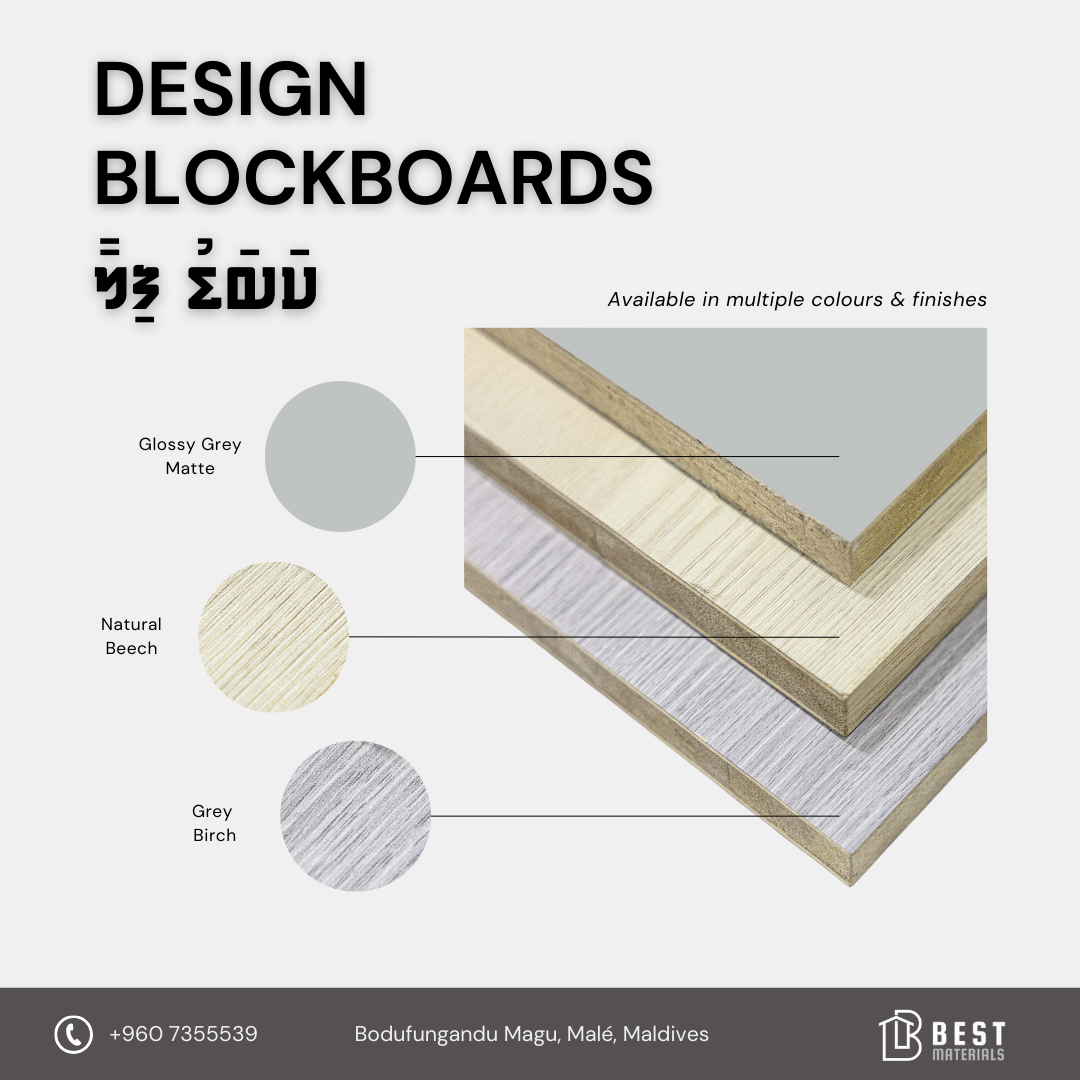 DESIGN
BLOCKBOARDS
Available in multiple colours & finishes
Glossy Grey
Matte
Natural
Beech
Grey
Birch
+960 7355539
Bodufungandu Magu, Malé, Maldives
BEST
MATERIALS